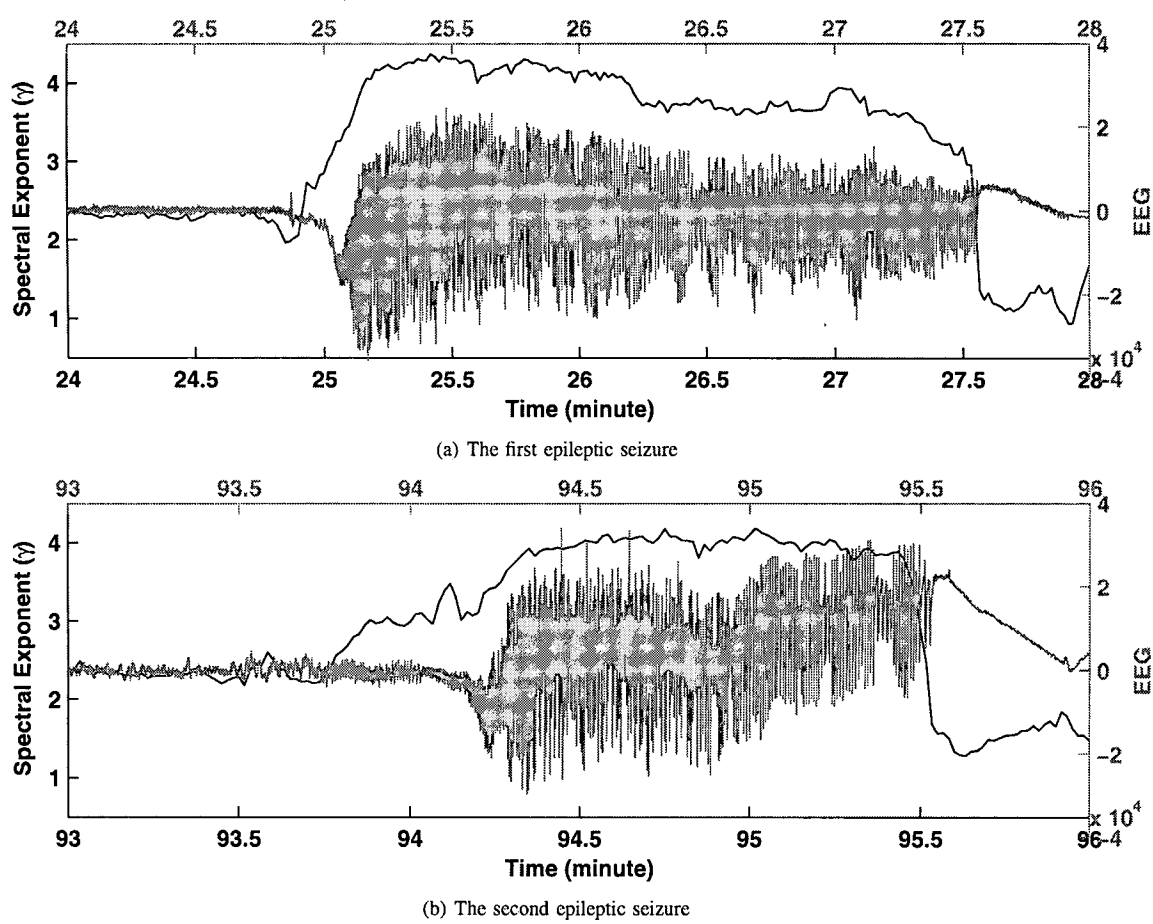 24 24.5 25 25.5 26 26.5 27 27.5 28
4
4
3
2
1
2
0
−2
Spectral Exponent (γ)
EEG
x 10⁴
24 24.5 25 25.5 26 26.5 27 27.5 28-4
Time (minute)
(a) The first epileptic seizure
93 93.5 94 94.5 95 95.5 96
4
4
3
2
1
2
0
−2
Spectral Exponent (γ)
EEG
x 10⁴
93 93.5 94 94.5 95 95.5 96-4
Time (minute)
(b) The second epileptic seizure